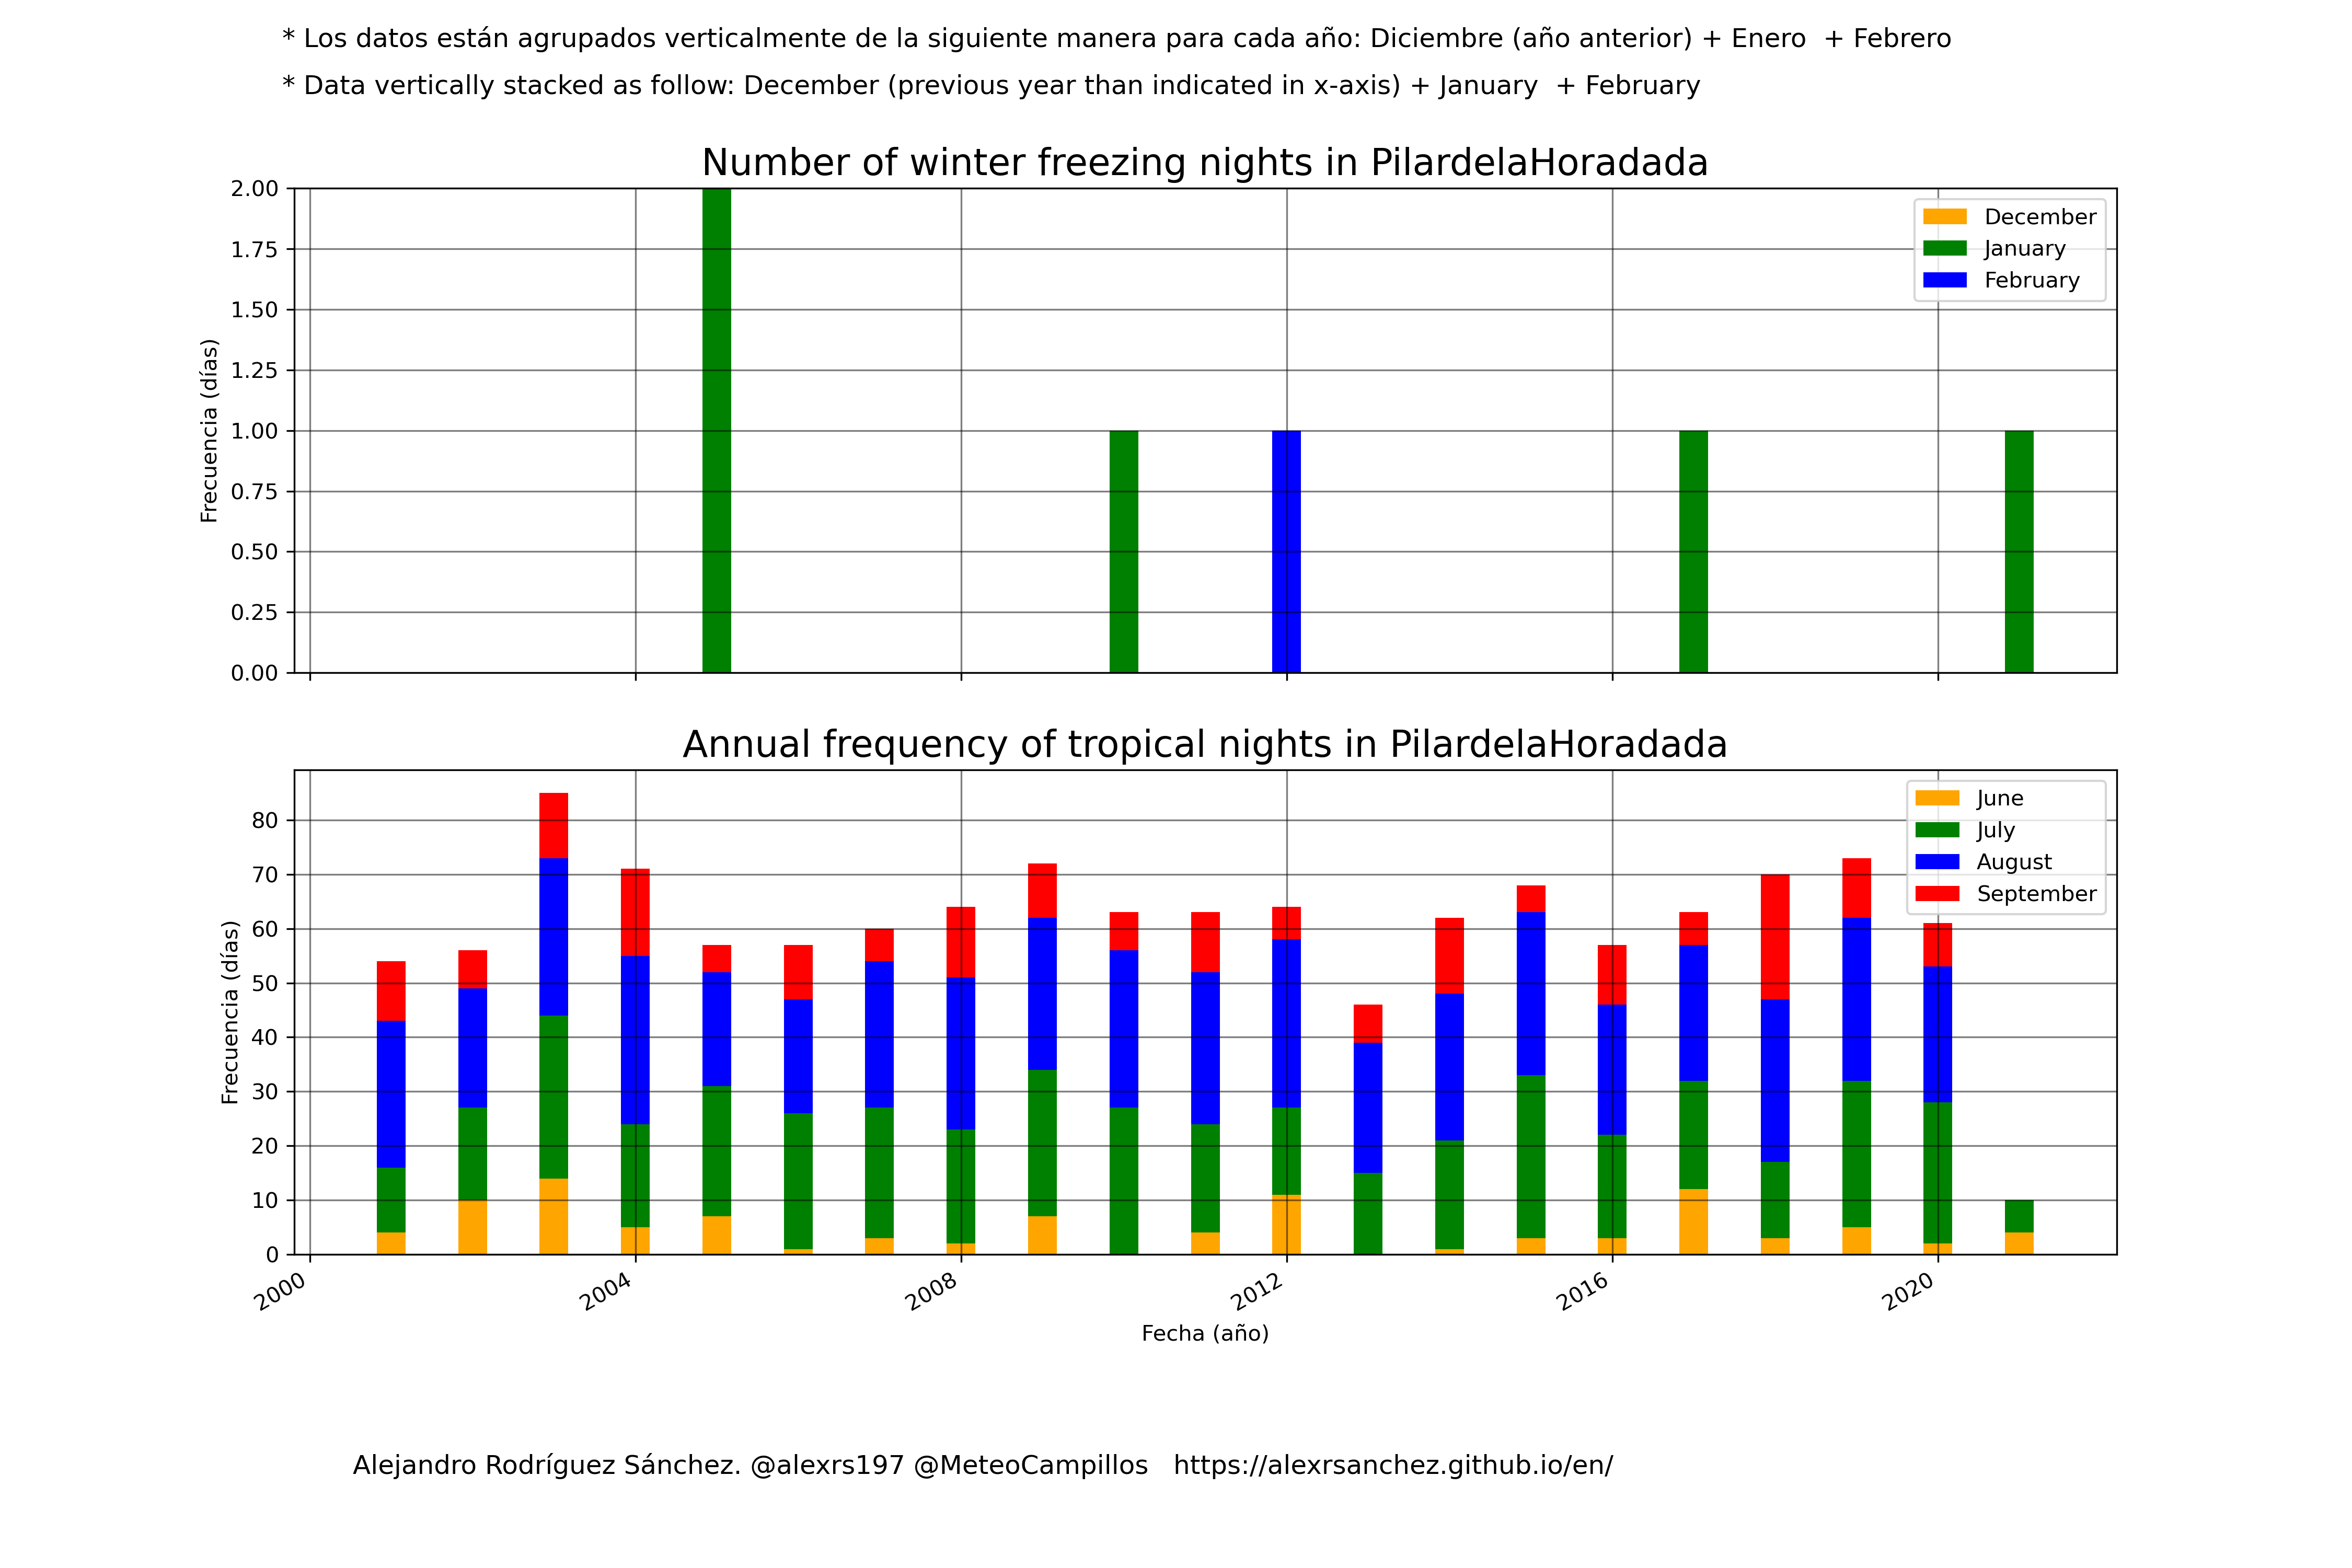 * Los datos están agrupados verticalmente de la siguiente manera para cada año: Diciembre (año anterior) + Enero  + Febrero
* Data vertically stacked as follow: December (previous year than indicated in x-axis) + January  + February
Number of winter freezing nights in PilardelaHoradada
2.00
1.75
1.50
1.25
1.00
0.75
0.50
0.25
0.00
Frecuencia (días)
December
January
February
Annual frequency of tropical nights in PilardelaHoradada
80
70
60
50
40
30
20
10
0
Frecuencia (días)
June
July
August
September
2000
2004
2008
2012
2016
2020
Fecha (año)
Alejandro Rodríguez Sánchez. @alexrs197 @MeteoCampillos   https://alexrsanchez.github.io/en/